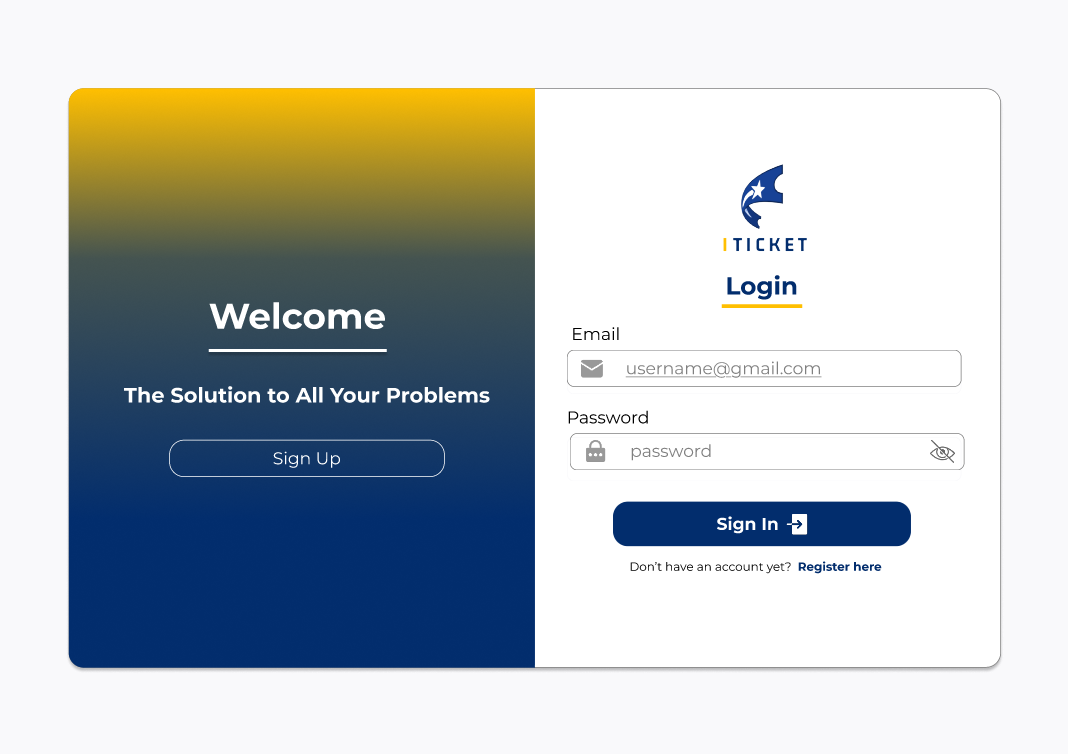 Welcome
The Solution to All Your Problems
Sign Up
I TICKET
Login
Email
username@gmail.com
Password
password
Sign In
Don't have an account yet? Register here